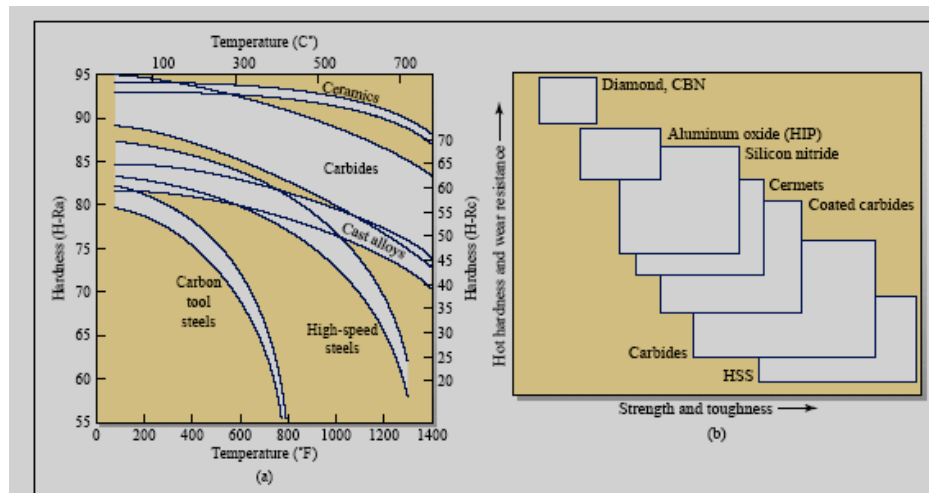 Temperature (C°)
100 200 300 400 500 600 700
95
90
85
80
75
70
65
60
55
Hardness (H-Ra)
Ceramics
Carbides
Cast alloys
Carbon
tool
steels
High-speed
steels
70
65
60
55
50
45
40
35
30
25
20
Hardness (H-Rc)
0 200 400 600 800 1000 1200 1400
Temperature (°F)
(a)
Hot hardness and wear resistance
Diamond, CBN
Aluminum oxide (HIP)
Silicon nitride
Cermets
Coated carbides
Carbides
HSS
Strength and toughness
(b)